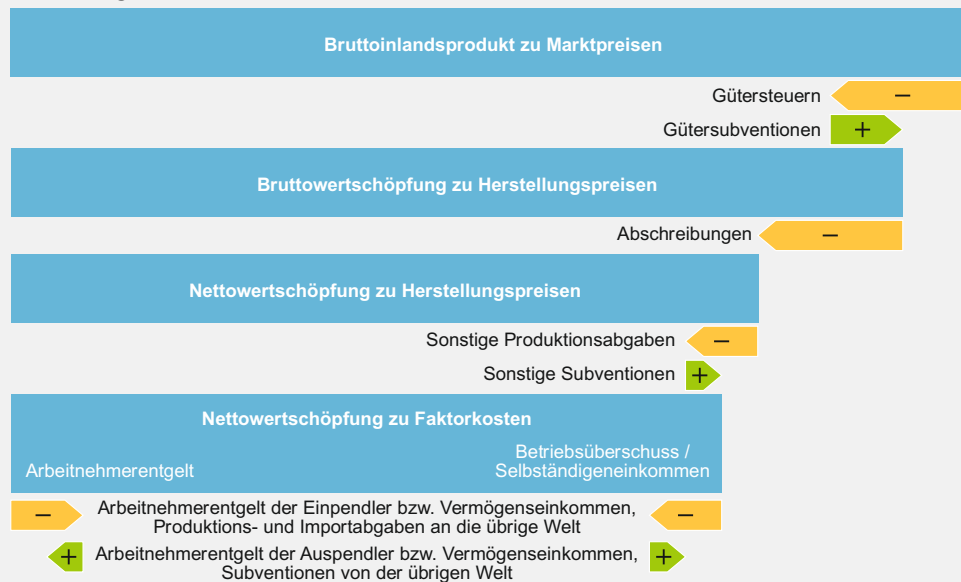 Bruttoinlandsprodukt zu Marktpreisen
Gütersteuern
−
Gütersubventionen
+
Bruttowertschöpfung zu Herstellungspreisen
Abschreibungen
−
Nettowertschöpfung zu Herstellungspreisen
Sonstige Produktionsabgaben
−
Sonstige Subventionen
+
Nettowertschöpfung zu Faktorkosten
Arbeitnehmerentgelt
Betriebsüberschuss /
Selbständigeneinkommen
−
Arbeitnehmerentgelt der Einpendler bzw. Vermögenseinkommen,
Produktions- und Importabgaben an die übrige Welt
−
+
Arbeitnehmerentgelt der Auspendler bzw. Vermögenseinkommen,
Subventionen von der übrigen Welt
+